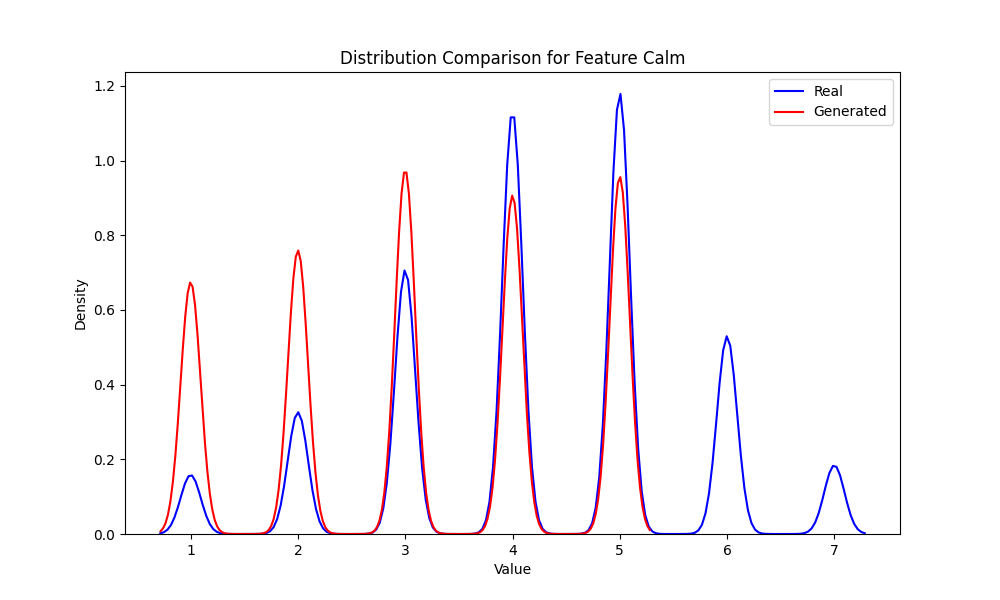 Distribution Comparison for Feature Calm
Real
Generated
1.2
1.0
0.8
0.6
0.4
0.2
0.0
Density
1 2 3 4 5 6 7
Value